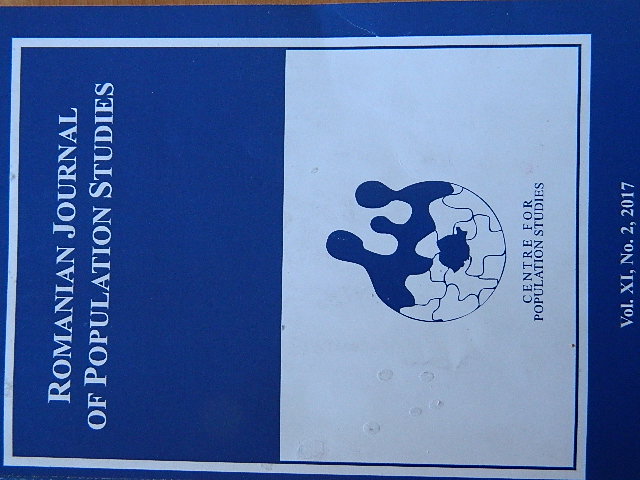 ROMANIAN JOURNAL
OF POPULATION STUDIES
CENTRE FOR
POPULATION STUDIES
Vol. XI, No. 2, 2017